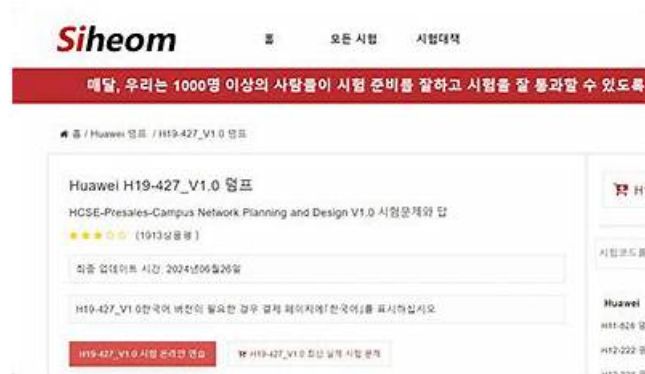 Siheom
홈 모든 시험 시험대책
매달, 우리는 1000명 이상의 사람들이 시험 준비를 잘하고 시험을 잘 통과할 수 있도록
홈 / Huawei 덤프 / H19-427_V1.0 덤프
Huawei H19-427_V1.0 덤프
HCSE-Presales-Campus Network Planning and Design V1.0 시험문제와 답
(1913상품평 )
최종 업데이트 시간: 2024년06월26일
H19-427_V1.0한국어 버전이 필요한 경우 결제 페이지에「한국어」를 표시하십시오
H19-427_V1.0 시험 온라인 연습
H19-427_V1.0 최신 실제 시험 문제
시험코드를
Huawei
H12-222